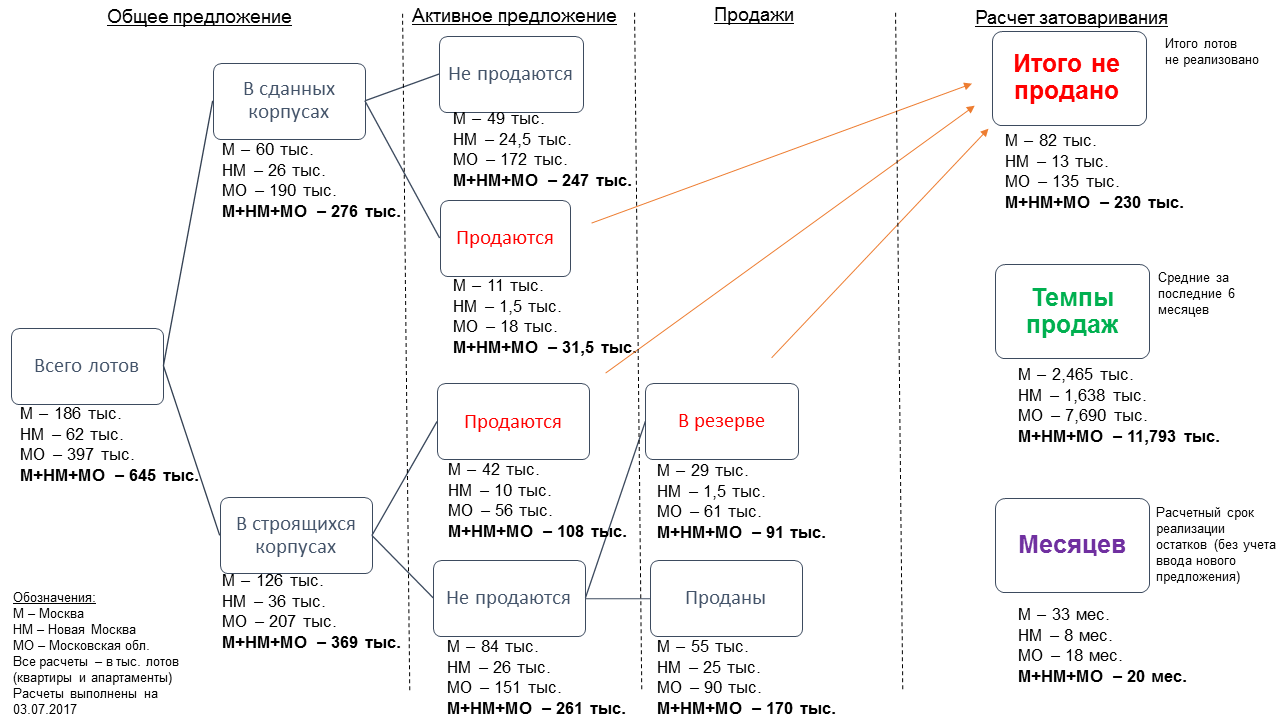 Общее предложение
Активное предложение
Продажи
Расчет затоваривания
Всего лотов
М – 186 тыс.
НМ – 62 тыс.
МО – 397 тыс.
М+НМ+МО – 645 тыс.
В сданных
корпусах
М – 60 тыс.
НМ – 26 тыс.
МО – 190 тыс.
М+НМ+МО – 276 тыс.
В строящихся
корпусах
М – 126 тыс.
НМ – 36 тыс.
МО – 207 тыс.
М+НМ+МО – 369 тыс.
Не продаются
М – 49 тыс.
НМ – 24,5 тыс.
МО – 172 тыс.
М+НМ+МО – 247 тыс.
Продаются
М – 11 тыс.
НМ – 1,5 тыс.
МО – 18 тыс.
М+НМ+МО – 31,5 тыс.
Продаются
М – 42 тыс.
НМ – 10 тыс.
МО – 56 тыс.
М+НМ+МО – 108 тыс.
Не продаются
М – 84 тыс.
НМ – 26 тыс.
МО – 151 тыс.
М+НМ+МО – 261 тыс.
В резерве
М – 29 тыс.
НМ – 1,5 тыс.
МО – 61 тыс.
М+НМ+МО – 91 тыс.
Проданы
М – 55 тыс.
НМ – 25 тыс.
МО – 90 тыс.
М+НМ+МО – 170 тыс.
Итого не
продано
Итого лотов
не реализовано
М – 82 тыс.
НМ – 13 тыс.
МО – 135 тыс.
М+НМ+МО – 230 тыс.
Темпы
продаж
Средние за
последние 6
месяцев
М – 2,465 тыс.
НМ – 1,638 тыс.
МО – 7,690 тыс.
М+НМ+МО – 11,793 тыс.
Месяцев
Расчетный срок
реализации
остатков (без учета
ввода нового
предложения)
М – 33 мес.
НМ – 8 мес.
МО – 18 мес.
М+НМ+МО – 20 мес.
Обозначения:
М – Москва
НМ – Новая Москва
МО – Московская обл.
Все расчеты – в тыс. лотов
(квартиры и апартаменты)
Расчеты выполнены на
03.07.2017